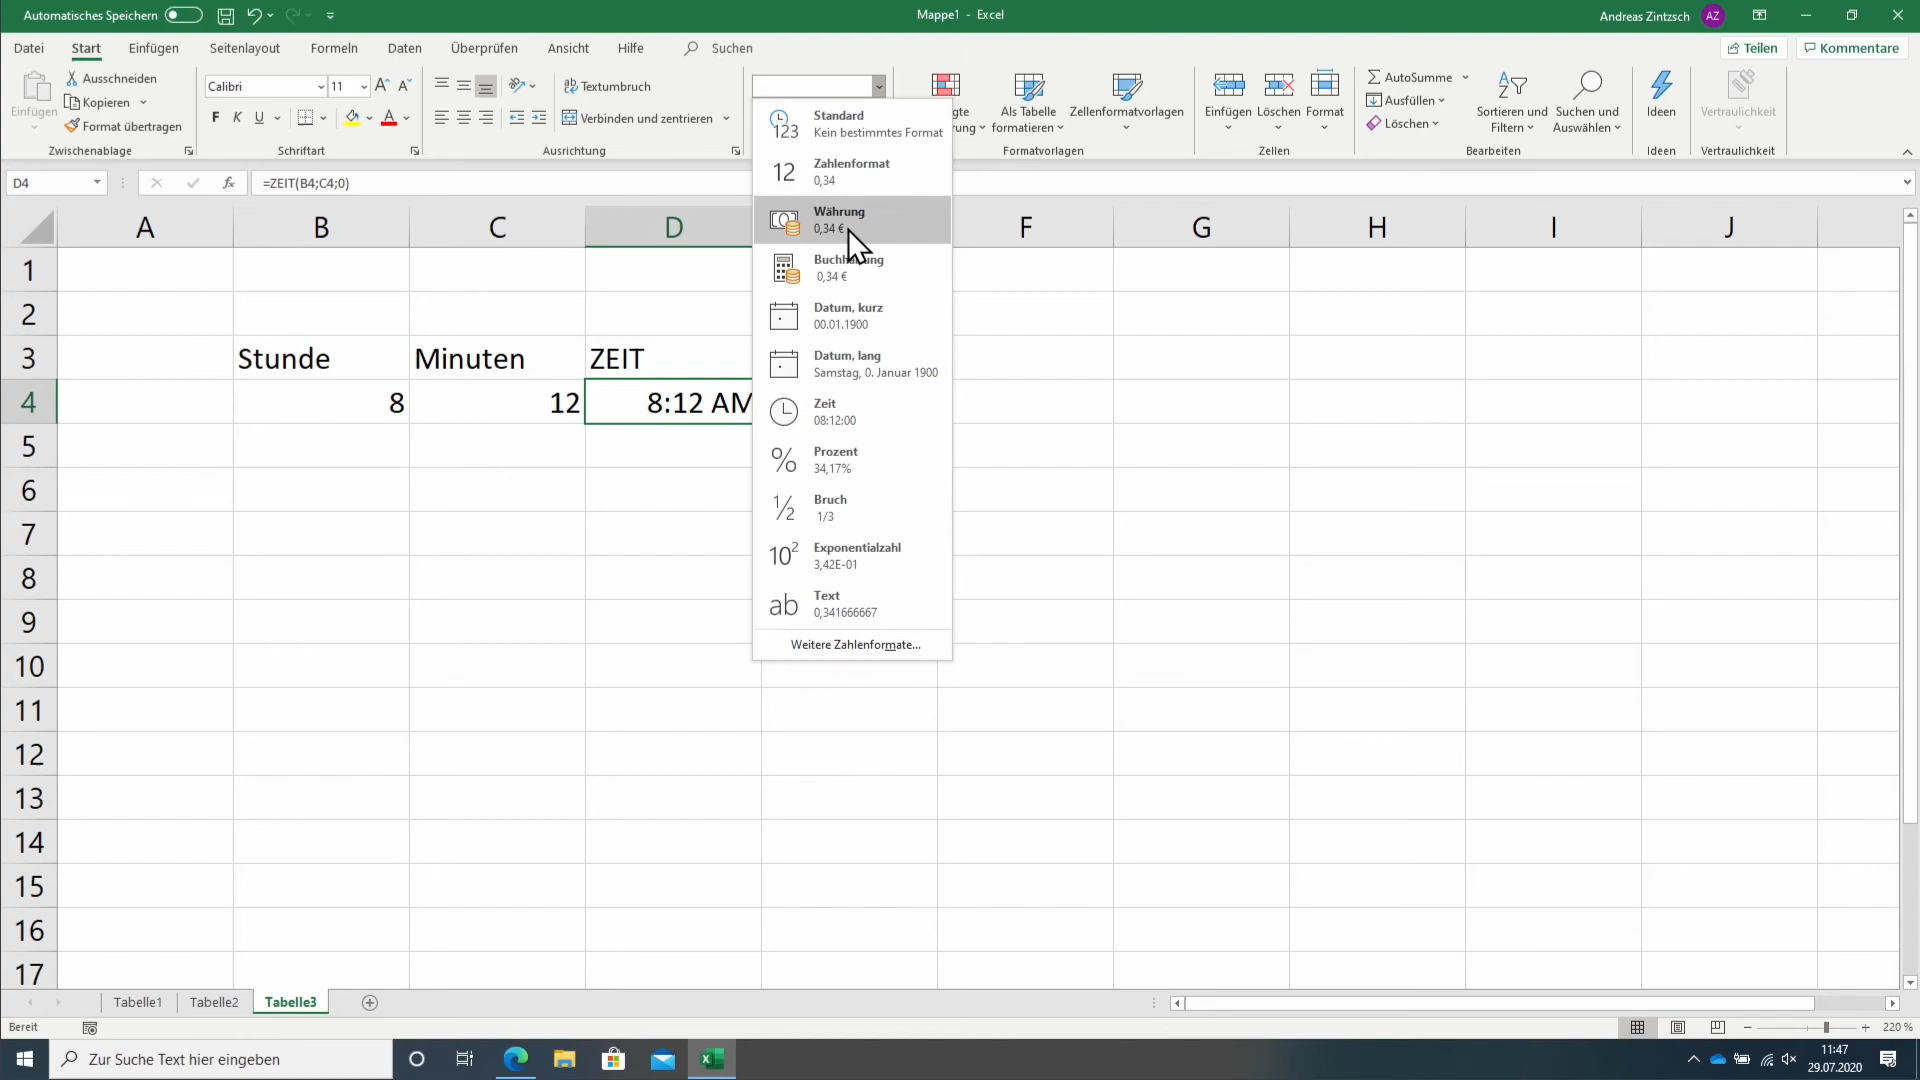 Automatisches Speichern
Mappe1 - Excel
Andreas Zintzsch AZ
Datei Start Einfügen Seitenlayout Formeln Daten Überprüfen Ansicht Hilfe Suchen
Teilen Kommentare
Einfügen
Ausschneiden
Kopieren
Format übertragen
Zwischenablage
Calibri 11
F K U
Schriftart
Textumbruch
Verbinden und zentrieren
Ausrichtung
Als Tabelle formatieren
Zellenformatvorlagen
Formatvorlagen
Einfügen Löschen Format
Zellen
AutoSumme
Ausfüllen
Löschen
Sortieren und Filtern
Suchen und Auswählen
Bearbeiten
Ideen
Ideen
Vertraulichkeit
Vertraulichkeit
D4
fx
=ZEIT(B4;C4;0)
A B C D F G H I J
1
2
3 Stunde Minuten ZEIT
4 8 12 8:12 AM
5
6
7
8
9
10
11
12
13
14
15
16
17
123
Standard
Kein bestimmtes Format
12
Zahlenformat
0,34
Währung
0,34 €
Buchhaltung
0,34 €
Datum, kurz
00.01.1900
Datum, lang
Samstag, 0. Januar 1900
Zeit
08:12:00
%
Prozent
34,17%
½
Bruch
1/3
10²
Exponentialzahl
3,42E-01
ab
Text
0,341666667
Weitere Zahlenformate...
Tabelle1 Tabelle2 Tabelle3
Bereit
220 %
Zur Suche Text hier eingeben
11:47
29.07.2020